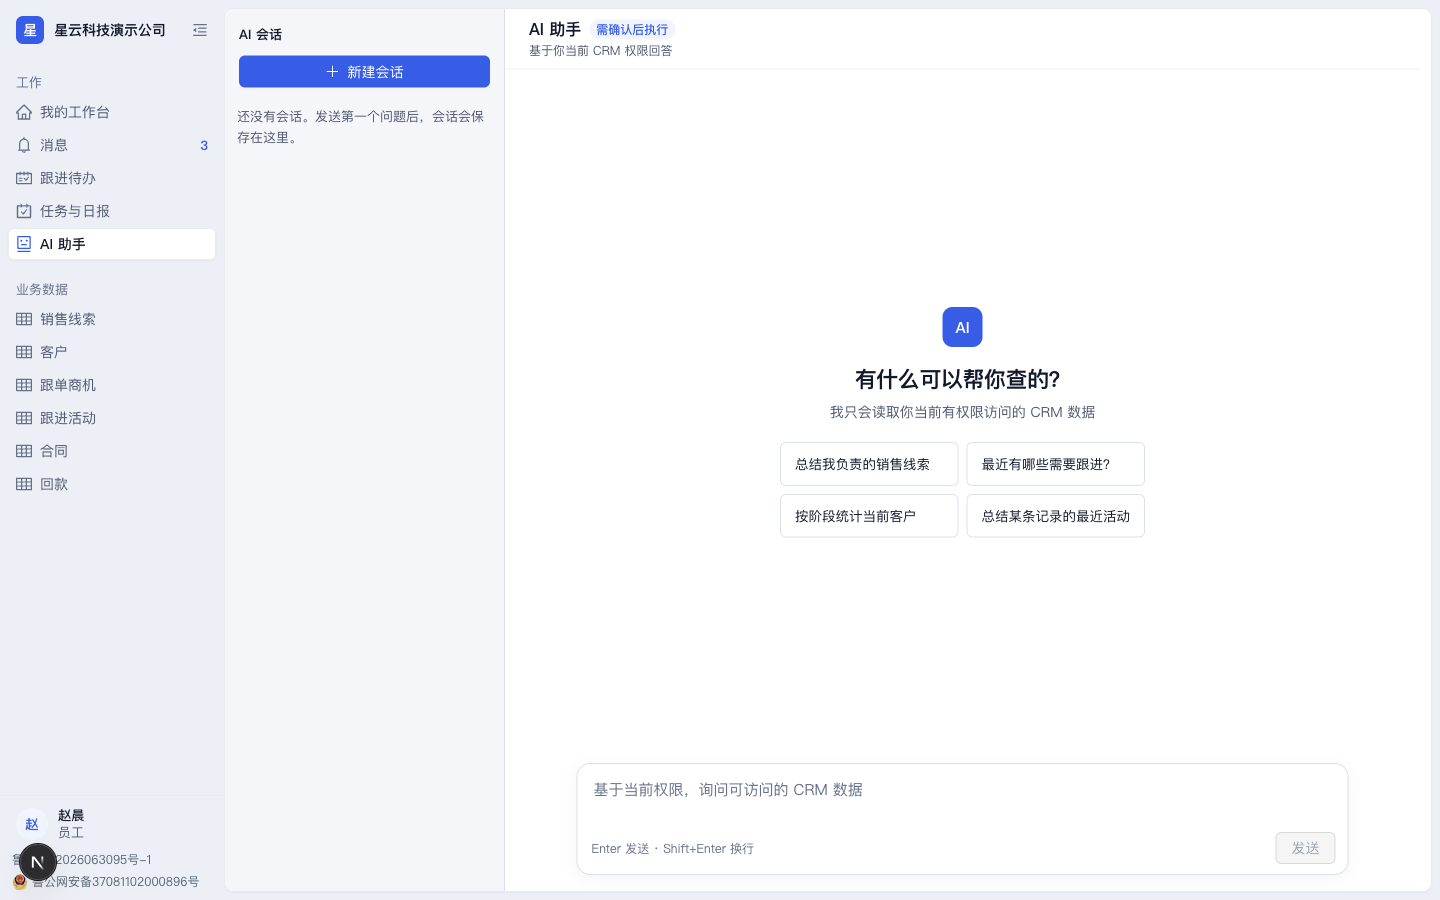 星
星云科技演示公司
工作
我的工作台
消息
3
跟进待办
任务与日报
AI 助手
业务数据
销售线索
客户
跟单商机
跟进活动
合同
回款
赵
赵晨
员工
2026063095号-1
N
公网安备37081102000896号
AI 会话
新建会话
还没有会话。发送第一个问题后，会话会保
存在这里。
AI 助手
需确认后执行
基于你当前 CRM 权限回答
AI
有什么可以帮你查的?
我只会读取你当前有权限访问的 CRM 数据
总结我负责的销售线索
最近有哪些需要跟进?
按阶段统计当前客户
总结某条记录的最近活动
基于当前权限，询问可访问的 CRM 数据
Enter 发送 · Shift+Enter 换行
发送